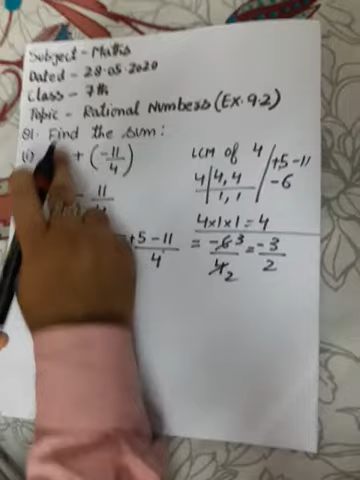 Subject - Maths
Dated - 28.05.2020
Class - 7th
Topic - Rational Numbers (Ex. 9.2)
Q1. Find the sum:
(i) + (-11/4)
- 11/4
+5-11/4
LCM of 4
4 | 4, 4
1, 1
+5-11
-6
4×1×1=4
= -6 3/4 2 = -3/2